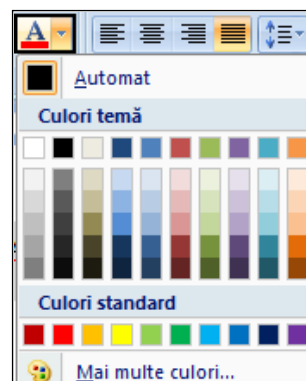 A
Automat
Culori temă
Culori standard
Mai multe culori...